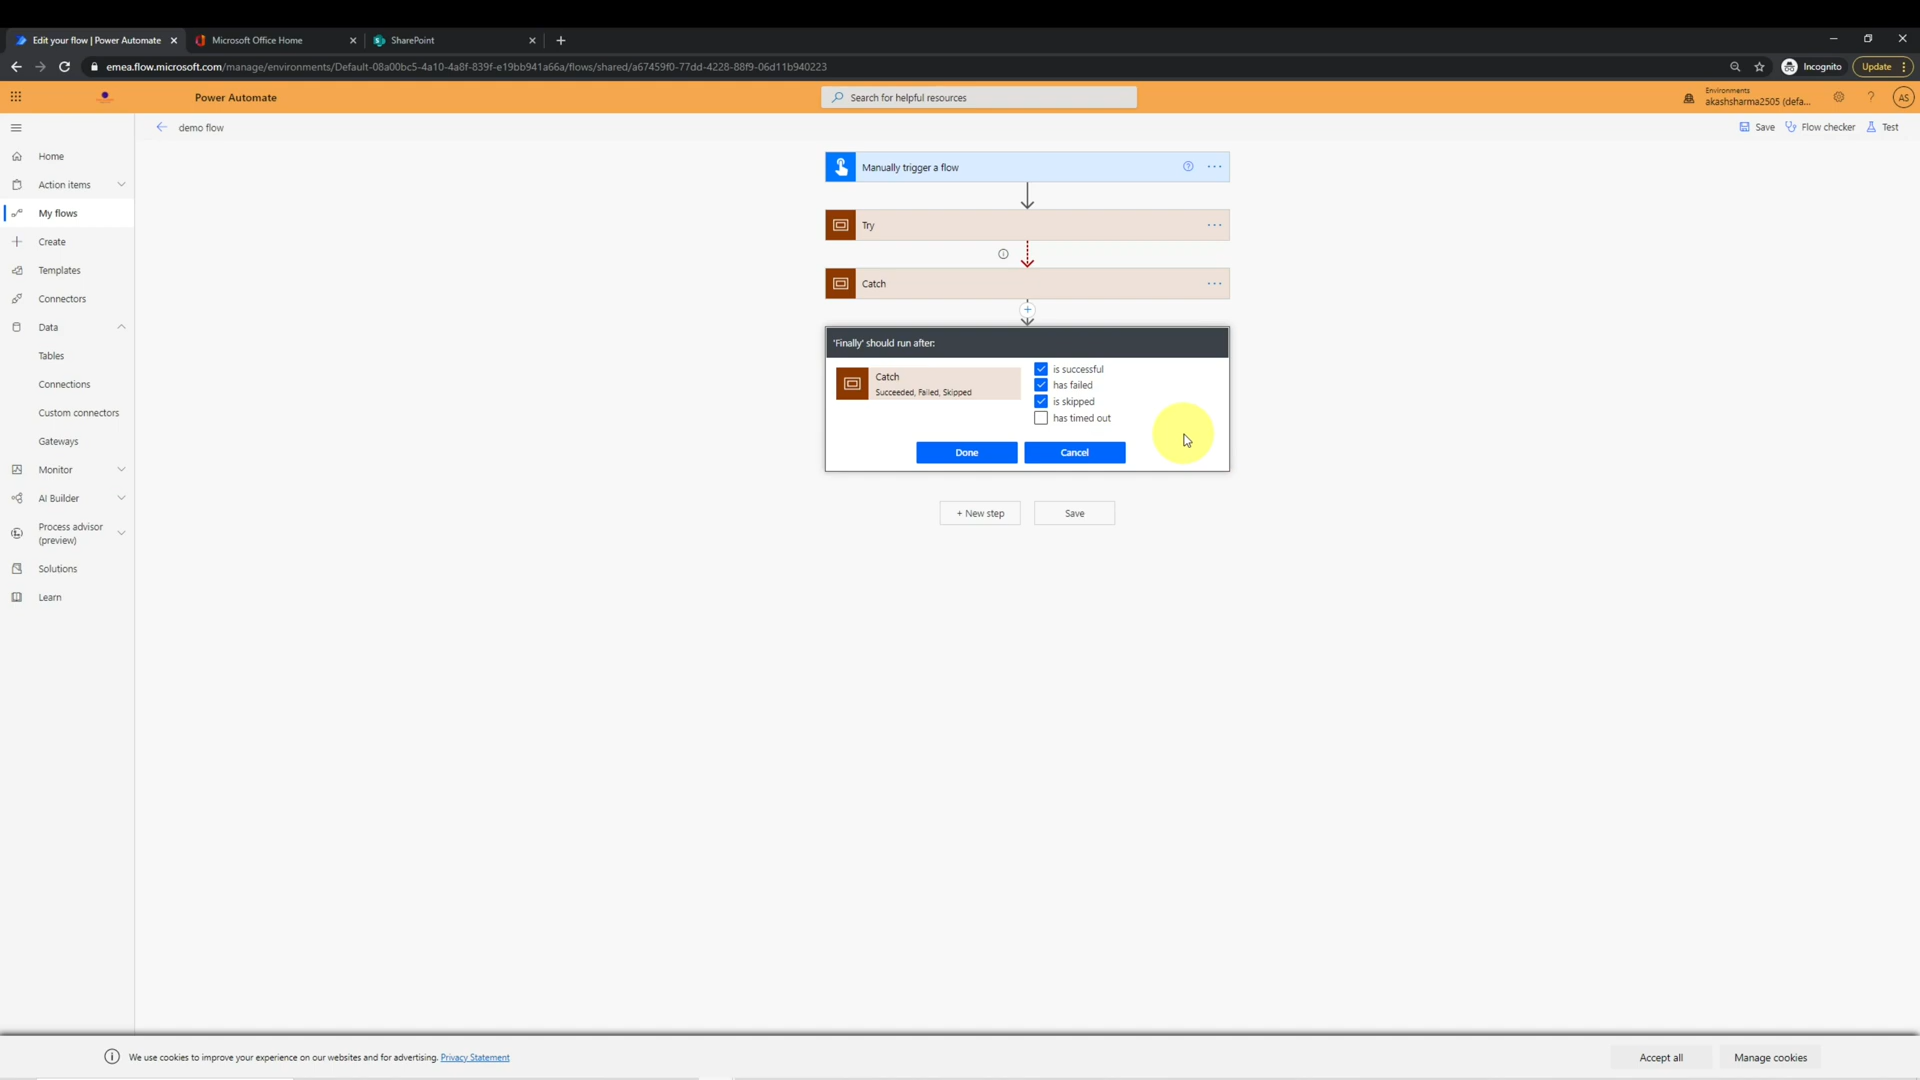 Edit your flow | Power Automate
Microsoft Office Home
SharePoint
emea.flow.microsoft.com/manage/environments/Default-08a00bc5-4a10-4a8f-839f-e19bb941a66a/flows/shared/a67459f0-77dd-4228-88f9-06d11b940223
Incognito
Update
Power Automate
Search for helpful resources
Environments
akashsharma2505 (defa...
AS
demo flow
Save
Flow checker
Test
Home
Action items
My flows
Create
Templates
Connectors
Data
Tables
Connections
Custom connectors
Gateways
Monitor
AI Builder
Process advisor
(preview)
Solutions
Learn
Manually trigger a flow
Try
Catch
'Finally' should run after:
Catch
Succeeded, Failed, Skipped
is successful
has failed
is skipped
has timed out
Done
Cancel
+ New step
Save
We use cookies to improve your experience on our websites and for advertising. Privacy Statement
Accept all
Manage cookies